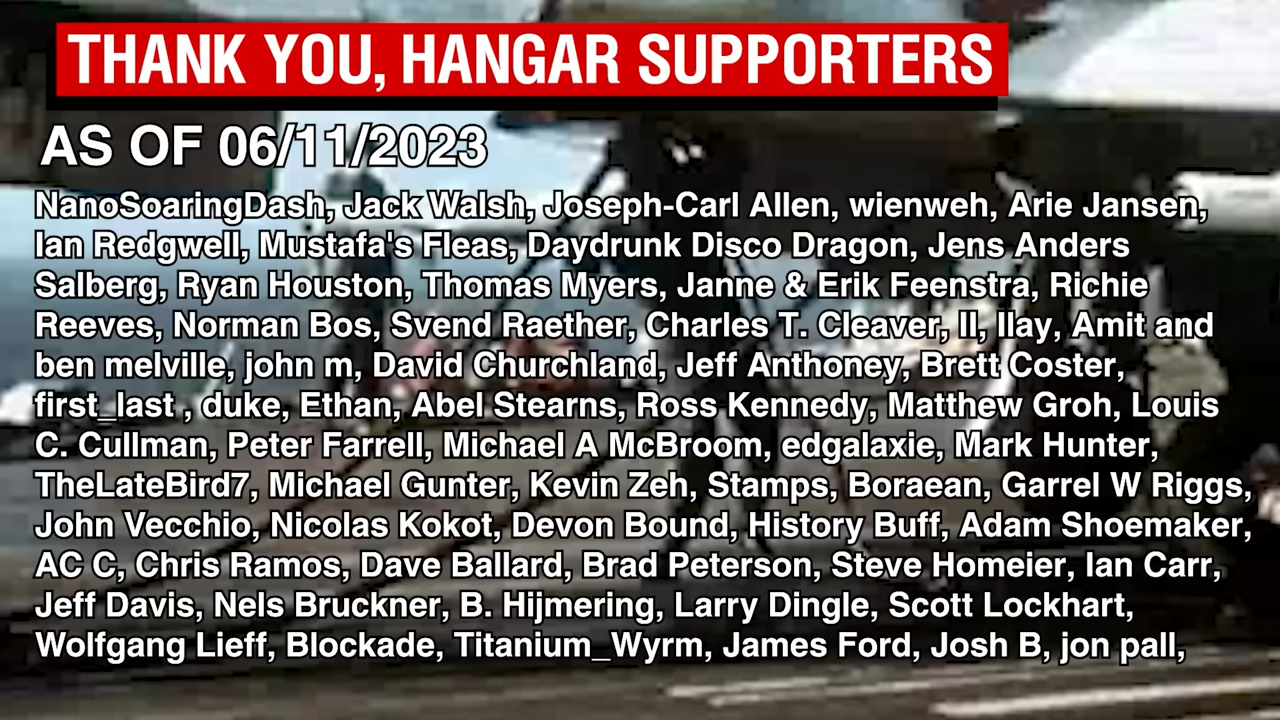 THANK YOU, HANGAR SUPPORTERS
AS OF 06/11/2023
NanoSoaringDash, Jack Walsh, Joseph-Carl Allen, wienweh, Arie Jansen,
Ian Redgwell, Mustafa's Fleas, Daydrunk Disco Dragon, Jens Anders
Salberg, Ryan Houston, Thomas Myers, Janne & Erik Feenstra, Richie
Reeves, Norman Bos, Svend Raether, Charles T. Cleaver, II, Ilay, Amit and
ben melville, john m, David Churchland, Jeff Anthoney, Brett Coster,
first_last , duke, Ethan, Abel Stearns, Ross Kennedy, Matthew Groh, Louis
C. Cullman, Peter Farrell, Michael A McBroom, edgalaxie, Mark Hunter,
TheLateBird7, Michael Gunter, Kevin Zeh, Stamps, Boraean, Garrel W Riggs,
John Vecchio, Nicolas Kokot, Devon Bound, History Buff, Adam Shoemaker,
AC C, Chris Ramos, Dave Ballard, Brad Peterson, Steve Homeier, Ian Carr,
Jeff Davis, Nels Bruckner, B. Hijmering, Larry Dingle, Scott Lockhart,
Wolfgang Lieff, Blockade, Titanium_Wyrm, James Ford, Josh B, jon pall,